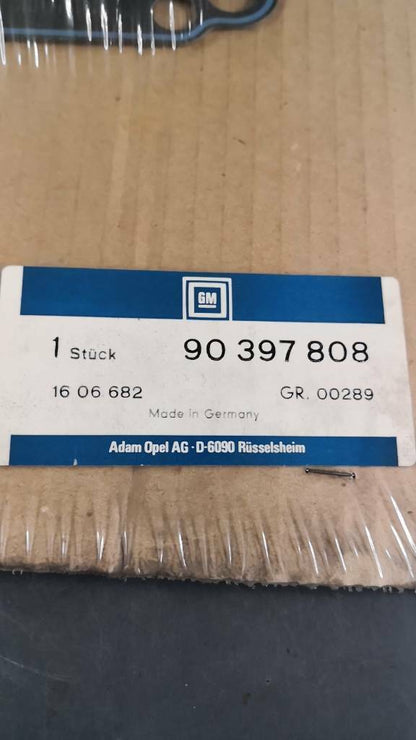 GM
1 Stück 90 397 808
16 06 682 GR. 00289
Made in Germany
Adam Opel AG · D-6090 Rüsselsheim